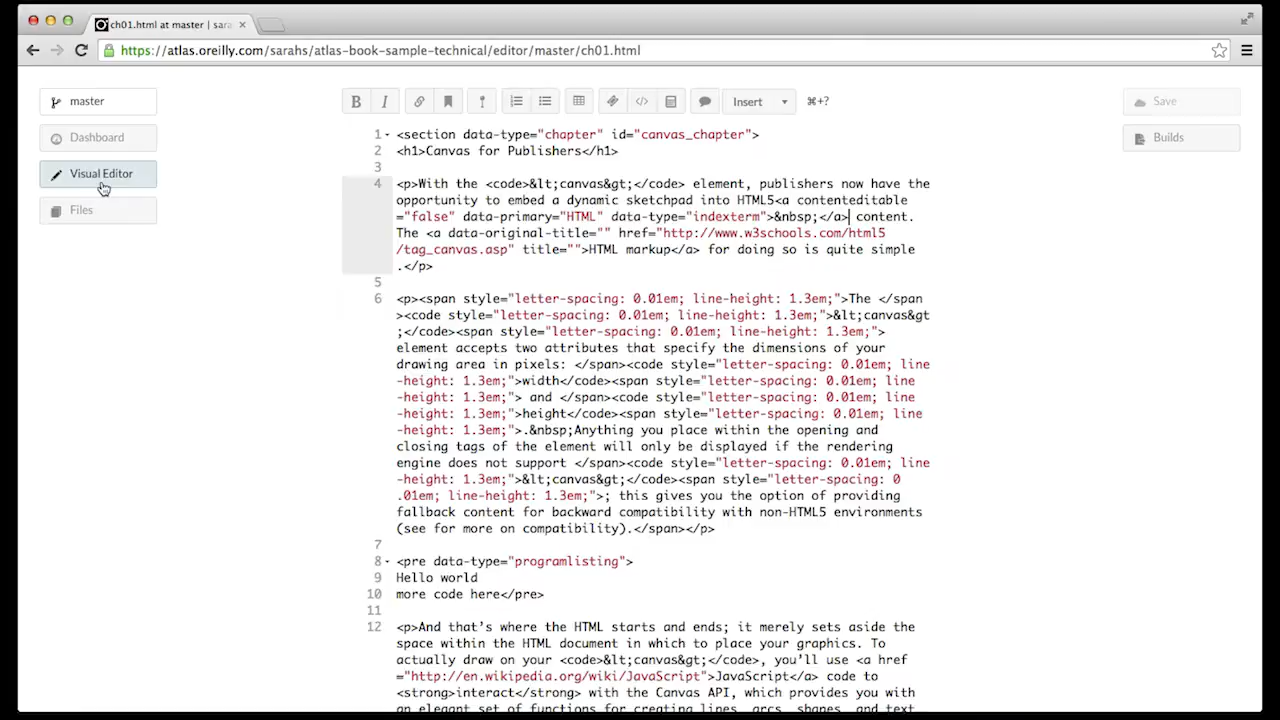 ch01.html at master | sara
https://atlas.oreilly.com/sarahs/atlas-book-sample-technical/editor/master/ch01.html
master
Dashboard
Visual Editor
Files
B I Insert ⌘+?
Save
Builds
1 <section data-type="chapter" id="canvas_chapter">
2 <h1>Canvas for Publishers</h1>
3
4 <p>With the <code>&lt;canvas&gt;</code> element, publishers now have the
opportunity to embed a dynamic sketchpad into HTML5<a contenteditable
="false" data-primary="HTML" data-type="indexterm">&nbsp;</a> content.
The <a data-original-title="" href="http://www.w3schools.com/html5
/tag_canvas.asp" title="">HTML markup</a> for doing so is quite simple
.</p>
5
6 <p><span style="letter-spacing: 0.01em; line-height: 1.3em;">The </span
><code style="letter-spacing: 0.01em; line-height: 1.3em;">&lt;canvas&gt
;</code><span style="letter-spacing: 0.01em; line-height: 1.3em;">
element accepts two attributes that specify the dimensions of your
drawing area in pixels: </span><code style="letter-spacing: 0.01em; line
-height: 1.3em;">width</code><span style="letter-spacing: 0.01em; line
-height: 1.3em;"> and </span><code style="letter-spacing: 0.01em; line
-height: 1.3em;">height</code><span style="letter-spacing: 0.01em; line
-height: 1.3em;">.&nbsp;Anything you place within the opening and
closing tags of the element will only be displayed if the rendering
engine does not support </span><code style="letter-spacing: 0.01em; line
-height: 1.3em;">&lt;canvas&gt;</code><span style="letter-spacing: 0
.01em; line-height: 1.3em;">; this gives you the option of providing
fallback content for backward compatibility with non-HTML5 environments
(see for more on compatibility).</span></p>
7
8 <pre data-type="programlisting">
9 Hello world
10 more code here</pre>
11
12 <p>And that’s where the HTML starts and ends; it merely sets aside the
space within the HTML document in which to place your graphics. To
actually draw on your <code>&lt;canvas&gt;</code>, you’ll use <a href
="http://en.wikipedia.org/wiki/JavaScript">JavaScript</a> code to
<strong>interact</strong> with the Canvas API, which provides you with
an elegant set of functions for creating lines, arcs, shapes, and text